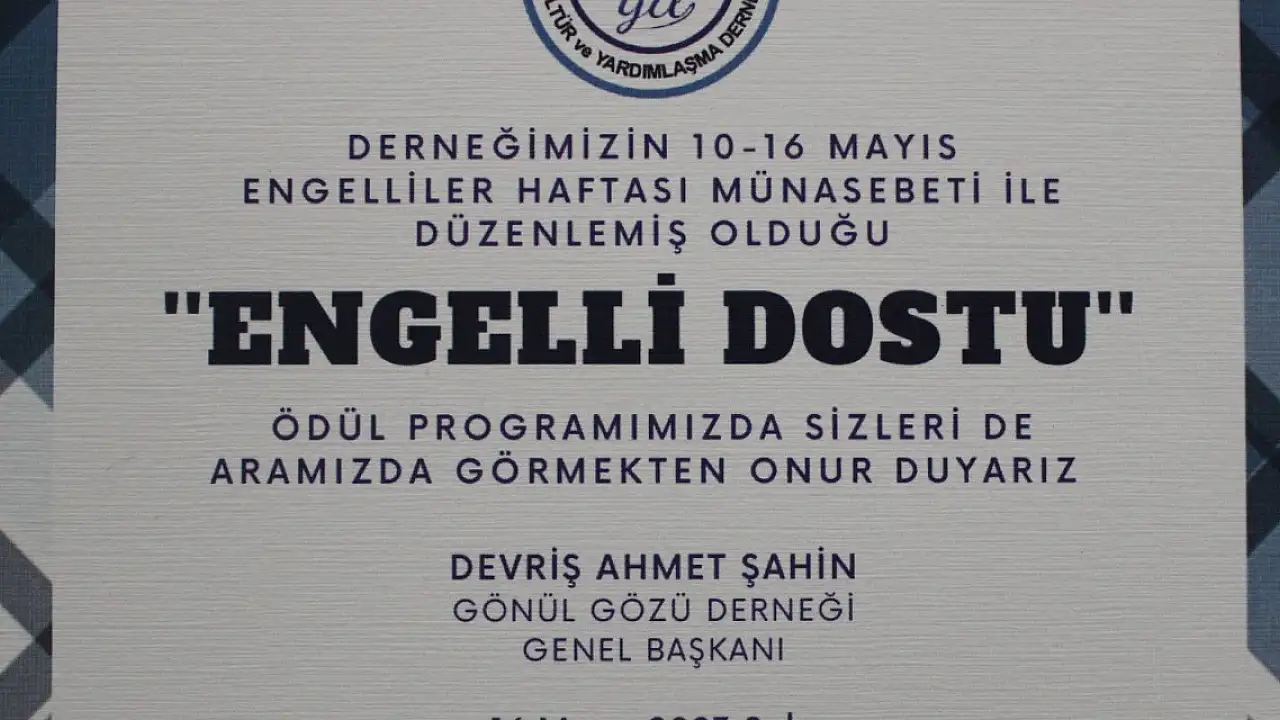 ve YARDIMLAŞMA
DERNEĞİMİZİN 10-16 MAYIS
ENGELLİLER HAFTASI MÜNASEBETİ İLE
DÜZENLEMİŞ OLDUĞU
"ENGELLİ DOSTU"
ÖDÜL PROGRAMIMIZDA SİZLERİ DE
ARAMIZDA GÖRMEKTEN ONUR DUYARIZ
DEVRİŞ AHMET ŞAHİN
GÖNÜL GÖZÜ DERNEĞİ
GENEL BAŞKANI